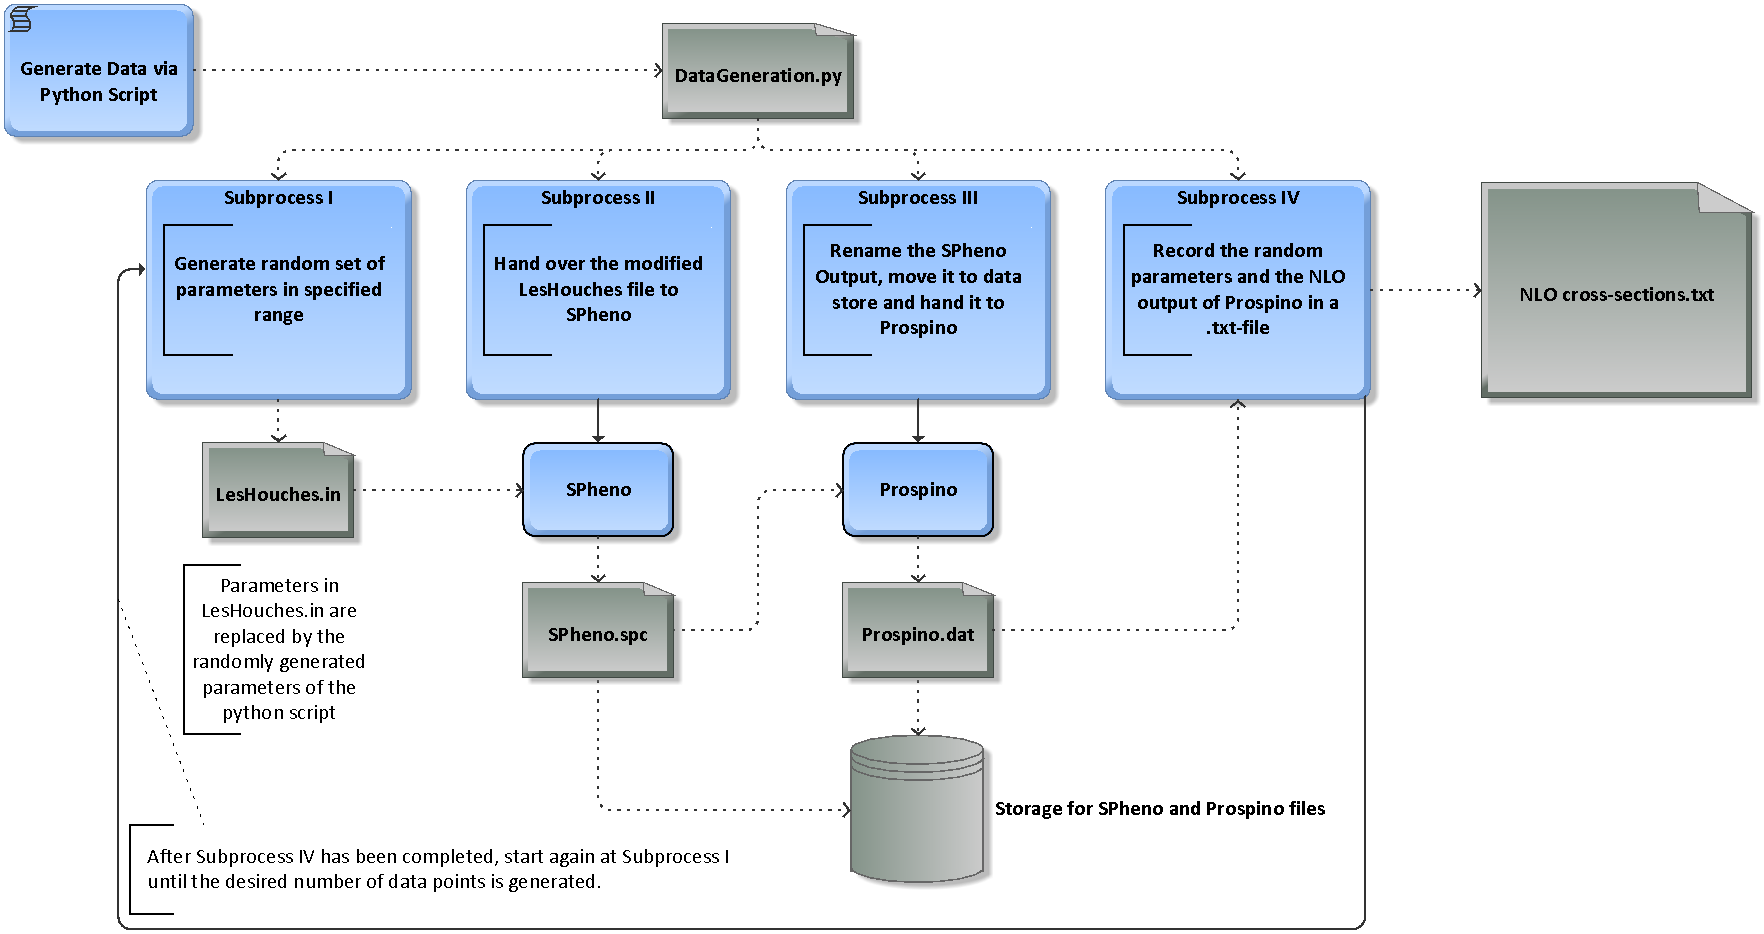 Generate Data via
Python Script
DataGeneration.py
Subprocess I
Generate random set of
parameters in specified
range
Subprocess II
Hand over the modified
LesHouches file to
SPheno
Subprocess III
Rename the SPheno
Output, move it to data
store and hand it to
Prospino
Subprocess IV
Record the random
parameters and the NLO
output of Prospino in a
.txt-file
NLO cross-sections.txt
LesHouches.in
SPheno
Prospino
Parameters in
LesHouches.in are
replaced by the
randomly generated
parameters of the
python script
SPheno.spc
Prospino.dat
Storage for SPheno and Prospino files
After Subprocess IV has been completed, start again at Subprocess I
until the desired number of data points is generated.